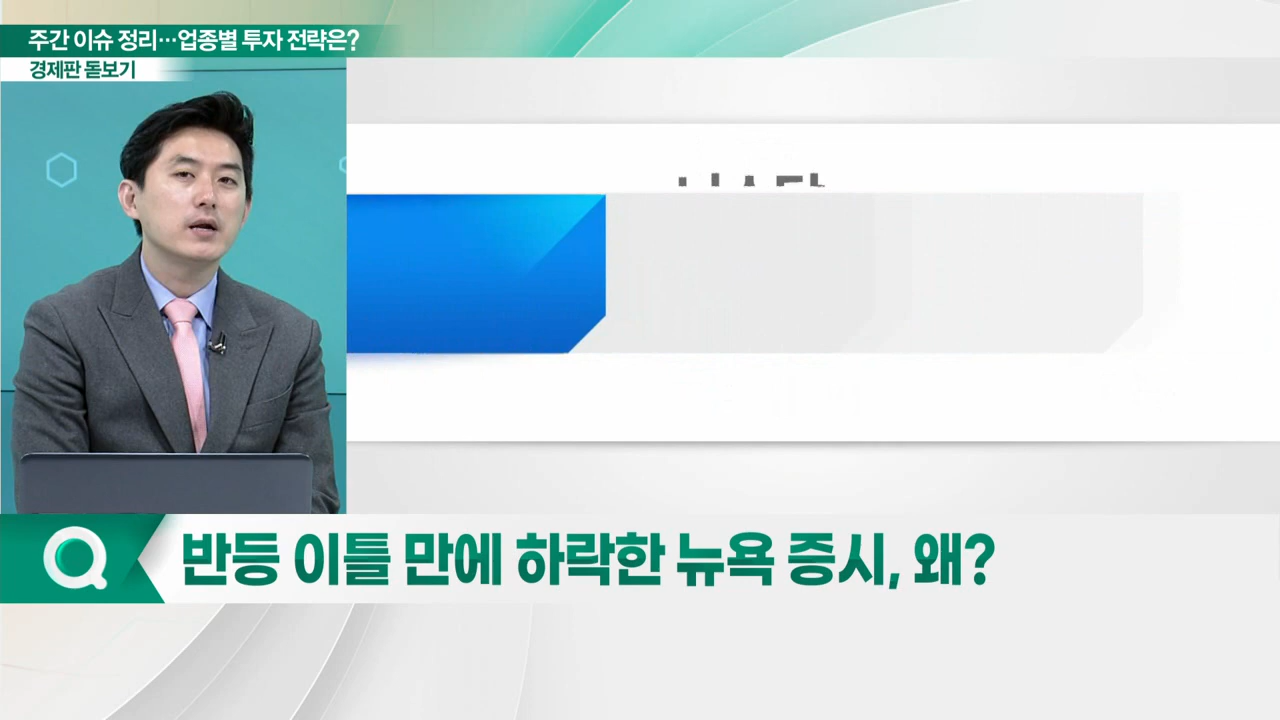 주간 이슈 정리…업종별 투자 전략은?
경제판 돋보기
반등 이틀 만에 하락한 뉴욕 증시, 왜?